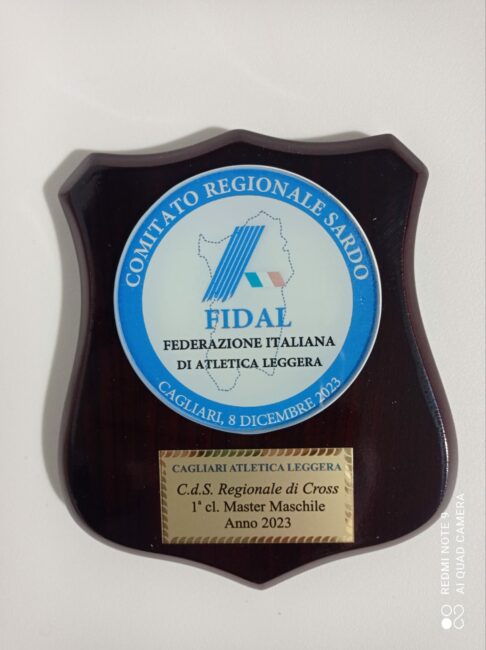 COMITATO REGIONALE SARDO
FIDAL
FEDERAZIONE ITALIANA
DI ATLETICA LEGGERA
CAGLIARI, 8 DICEMBRE 2023
CAGLIARI ATLETICA LEGGERA
C.d.S. Regionale di Cross
1ª cl. Master Maschile
Anno 2023
REDMI NOTE 9
AI QUAD CAMERA